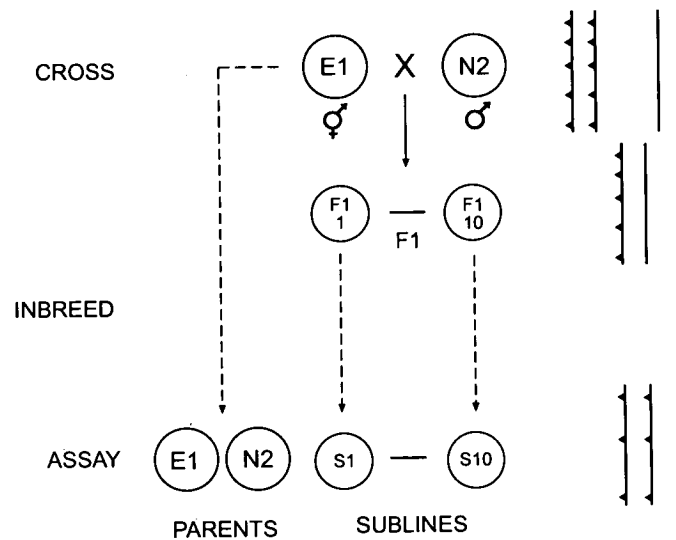 CROSS
E1 X N2
⚥ ♂
F1
1
F1
10
F1
INBREED
ASSAY
E1 N2 S1 S10
PARENTS SUBLINES